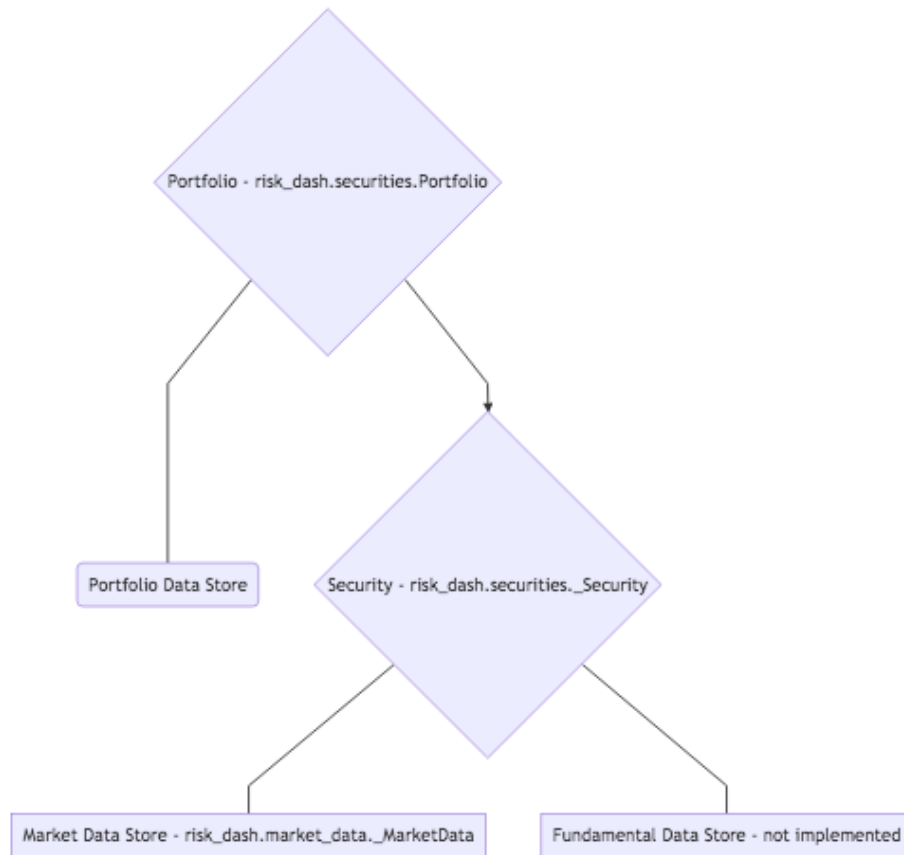 Portfolio - risk_dash.securities.Portfolio
Portfolio Data Store
Security - risk_dash.securities._Security
Market Data Store - risk_dash.market_data._MarketData
Fundamental Data Store - not implemented